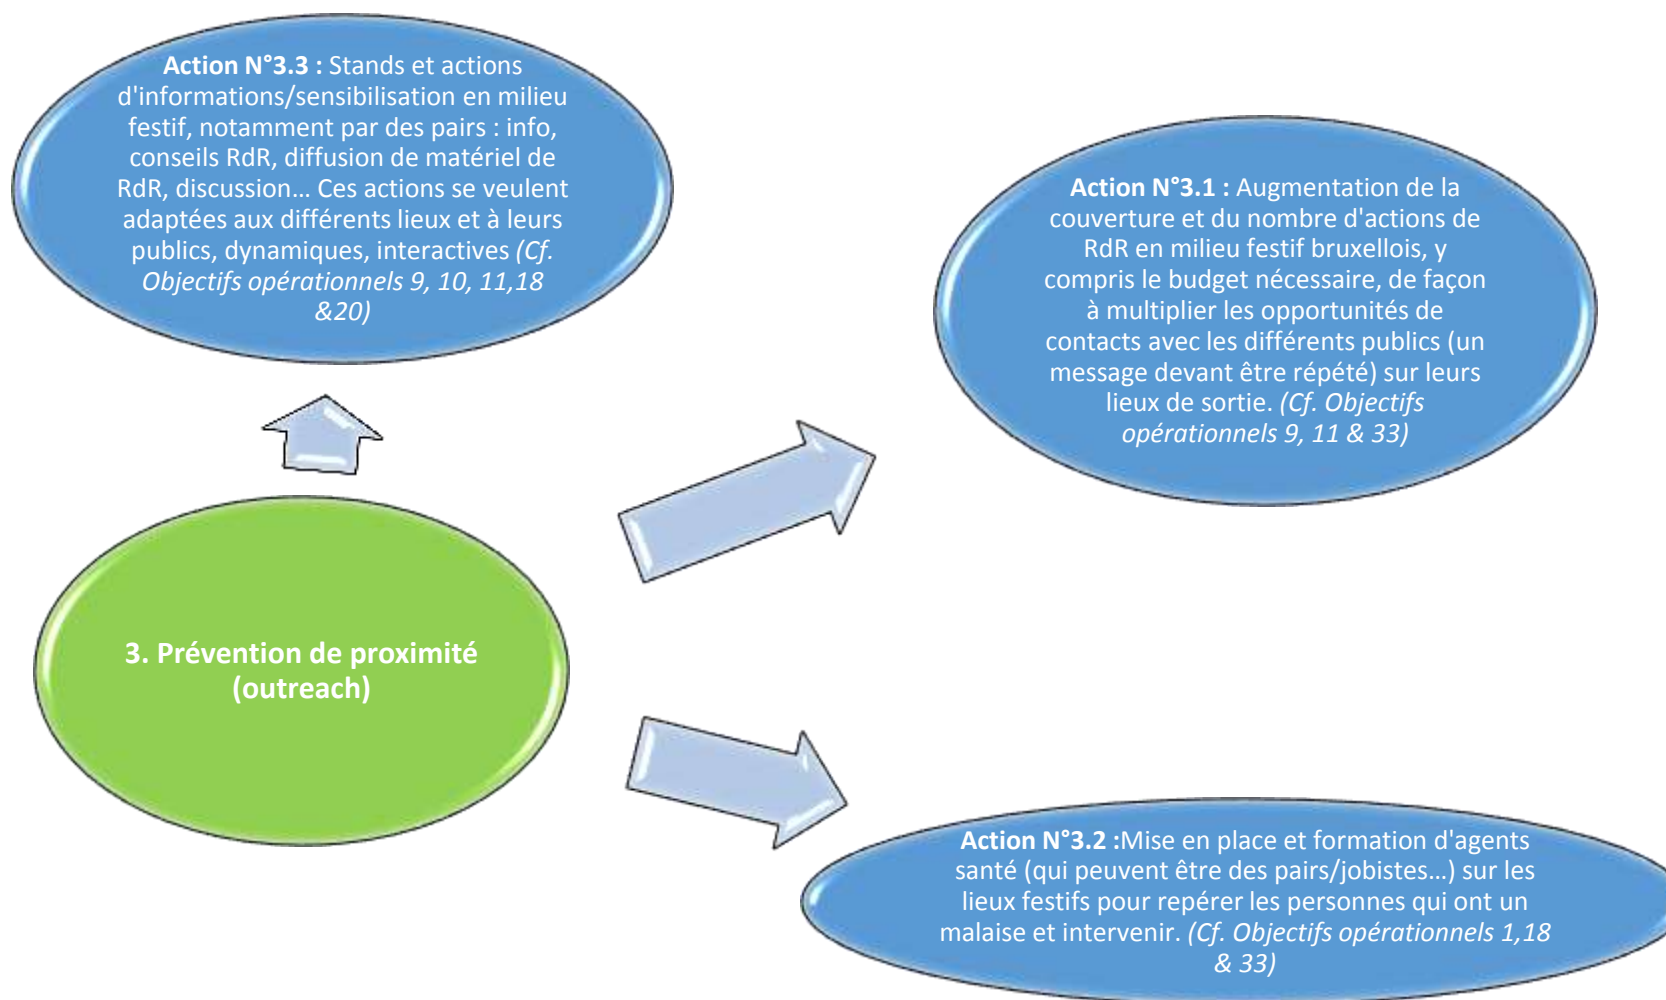 Action N°3.3 : Stands et actions
d'informations/sensibilisation en milieu
festif, notamment par des pairs : info,
conseils RdR, diffusion de matériel de
RdR, discussion… Ces actions se veulent
adaptées aux différents lieux et à leurs
publics, dynamiques, interactives (Cf.
Objectifs opérationnels 9, 10, 11,18
&20)
Action N°3.1 : Augmentation de la
couverture et du nombre d'actions de
RdR en milieu festif bruxellois, y
compris le budget nécessaire, de façon
à multiplier les opportunités de
contacts avec les différents publics (un
message devant être répété) sur leurs
lieux de sortie. (Cf. Objectifs
opérationnels 9, 11 & 33)
3. Prévention de proximité
(outreach)
Action N°3.2 :Mise en place et formation d'agents
santé (qui peuvent être des pairs/jobistes…) sur les
lieux festifs pour repérer les personnes qui ont un
malaise et intervenir. (Cf. Objectifs opérationnels 1,18
& 33)